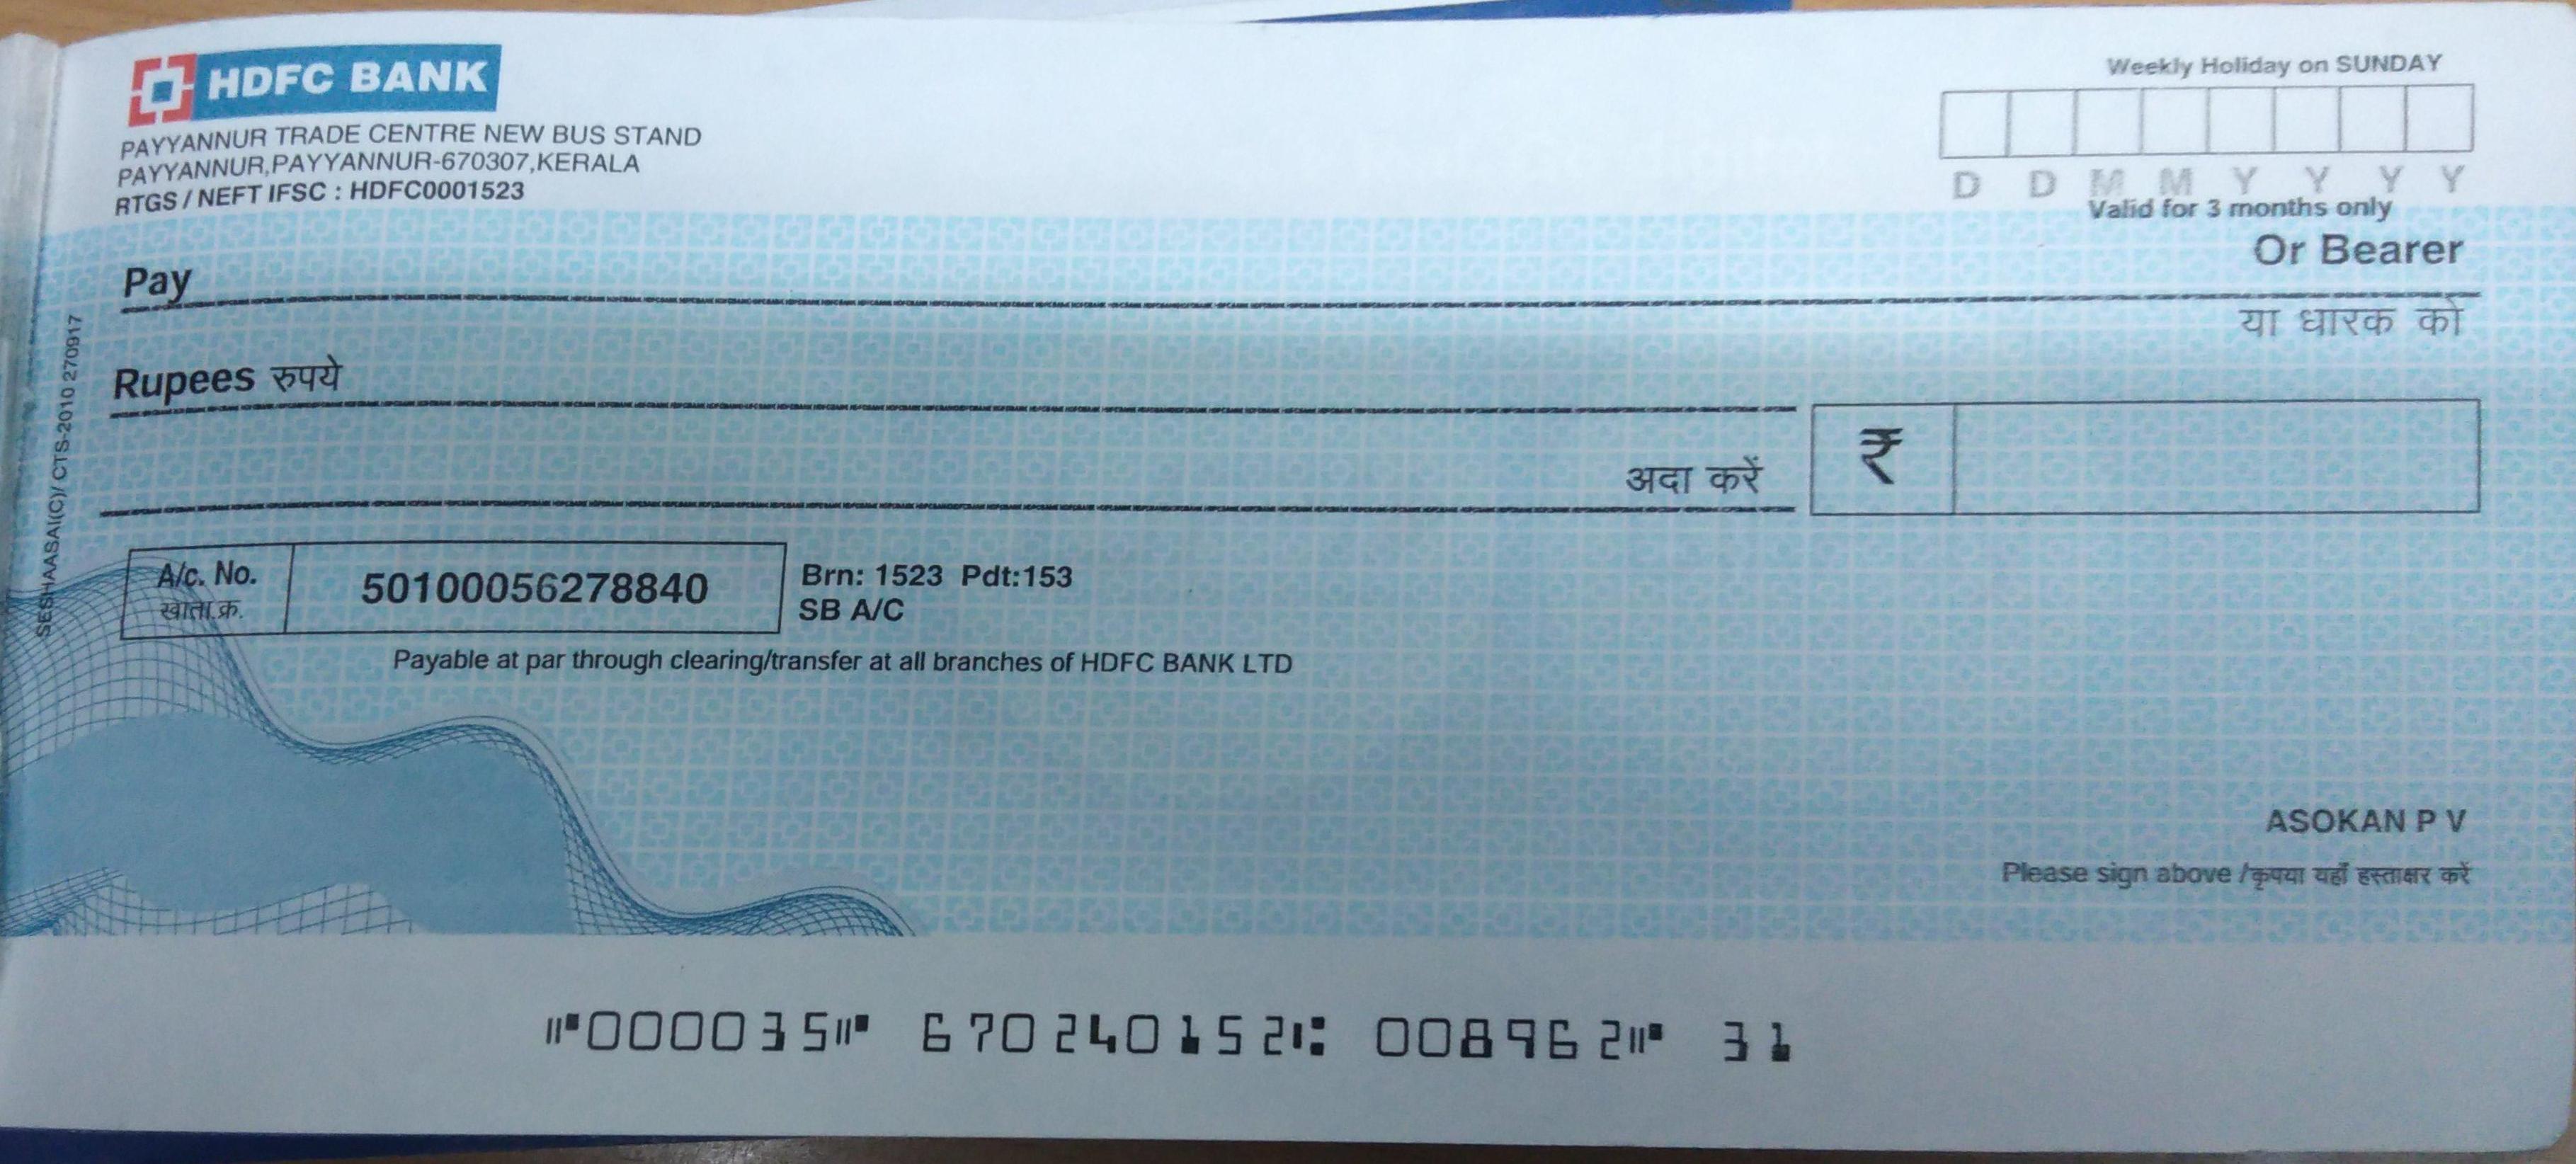 HDFC BANK
PAYYANNUR TRADE CENTRE NEW BUS STAND
PAYYANNUR,PAYYANNUR-670307,KERALA
RTGS / NEFT IFSC : HDFC0001523
Weekly Holiday on SUNDAY
D D M M Y Y Y Y
Valid for 3 months only
Pay
Or Bearer
या धारक को
Rupees रुपये
अदा करें
₹
A/c. No.
खाता.क्र.
50100056278840
Brn: 1523 Pdt:153
SB A/C
Payable at par through clearing/transfer at all branches of HDFC BANK LTD
SESHAASAI(C)/ CTS-2010 270917
ASOKAN P V
Please sign above /कृपया यहाँ हस्ताक्षर करें
⑈000035⑈ 670240152⑆ 008962⑈ 31